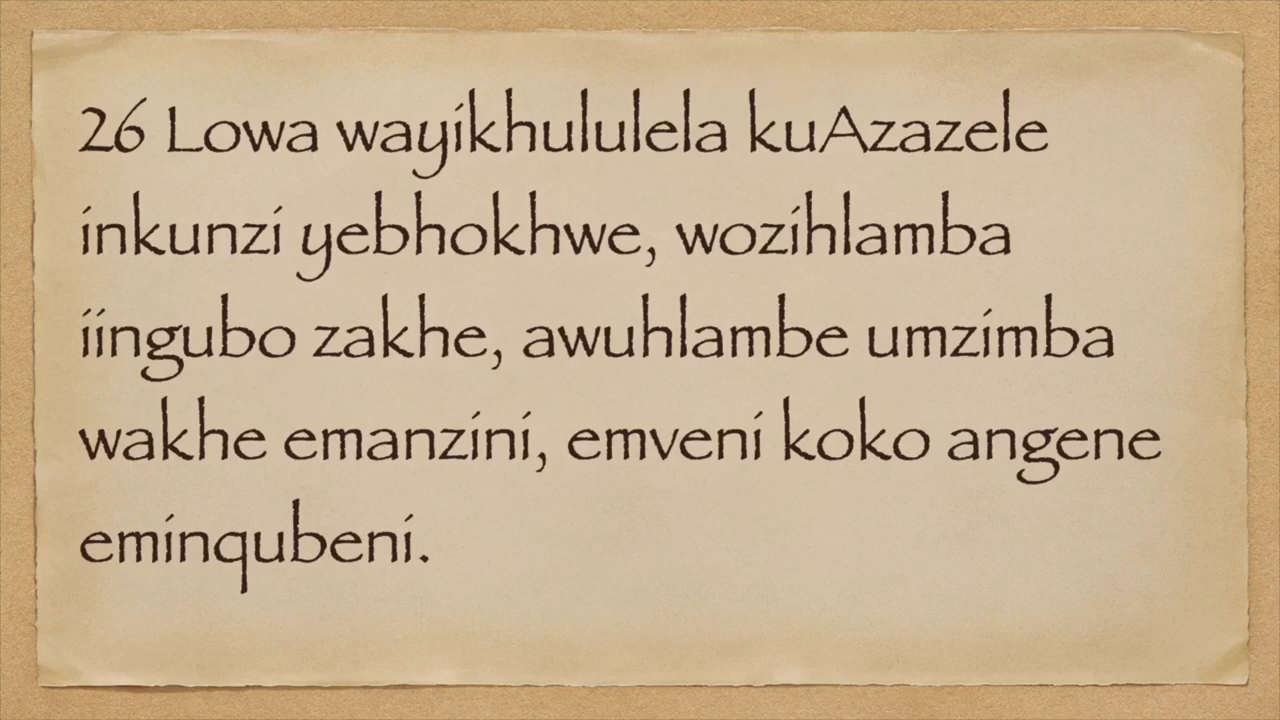 26 Lowa wayikhululela kuAzazele
inkunzi yebhokhwe, wozihlamba
iingubo zakhe, awuhlambe umzimba
wakhe emanzini, emveni koko angene
eminqubeni.